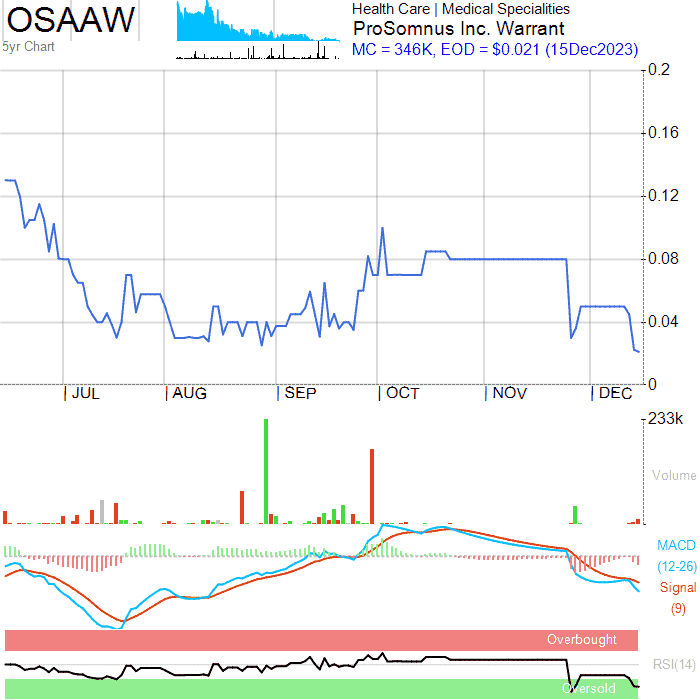 OSAAW
5yr Chart
Health Care | Medical Specialities
ProSomnus Inc. Warrant
MC = 346K, EOD = $0.021 (15Dec2023)
0.2
0.16
0.12
0.08
0.04
0
JUL AUG SEP OCT NOV DEC
233k
Volume
MACD
(12-26)
Signal
(9)
Overbought
RSI(14)
Oversold